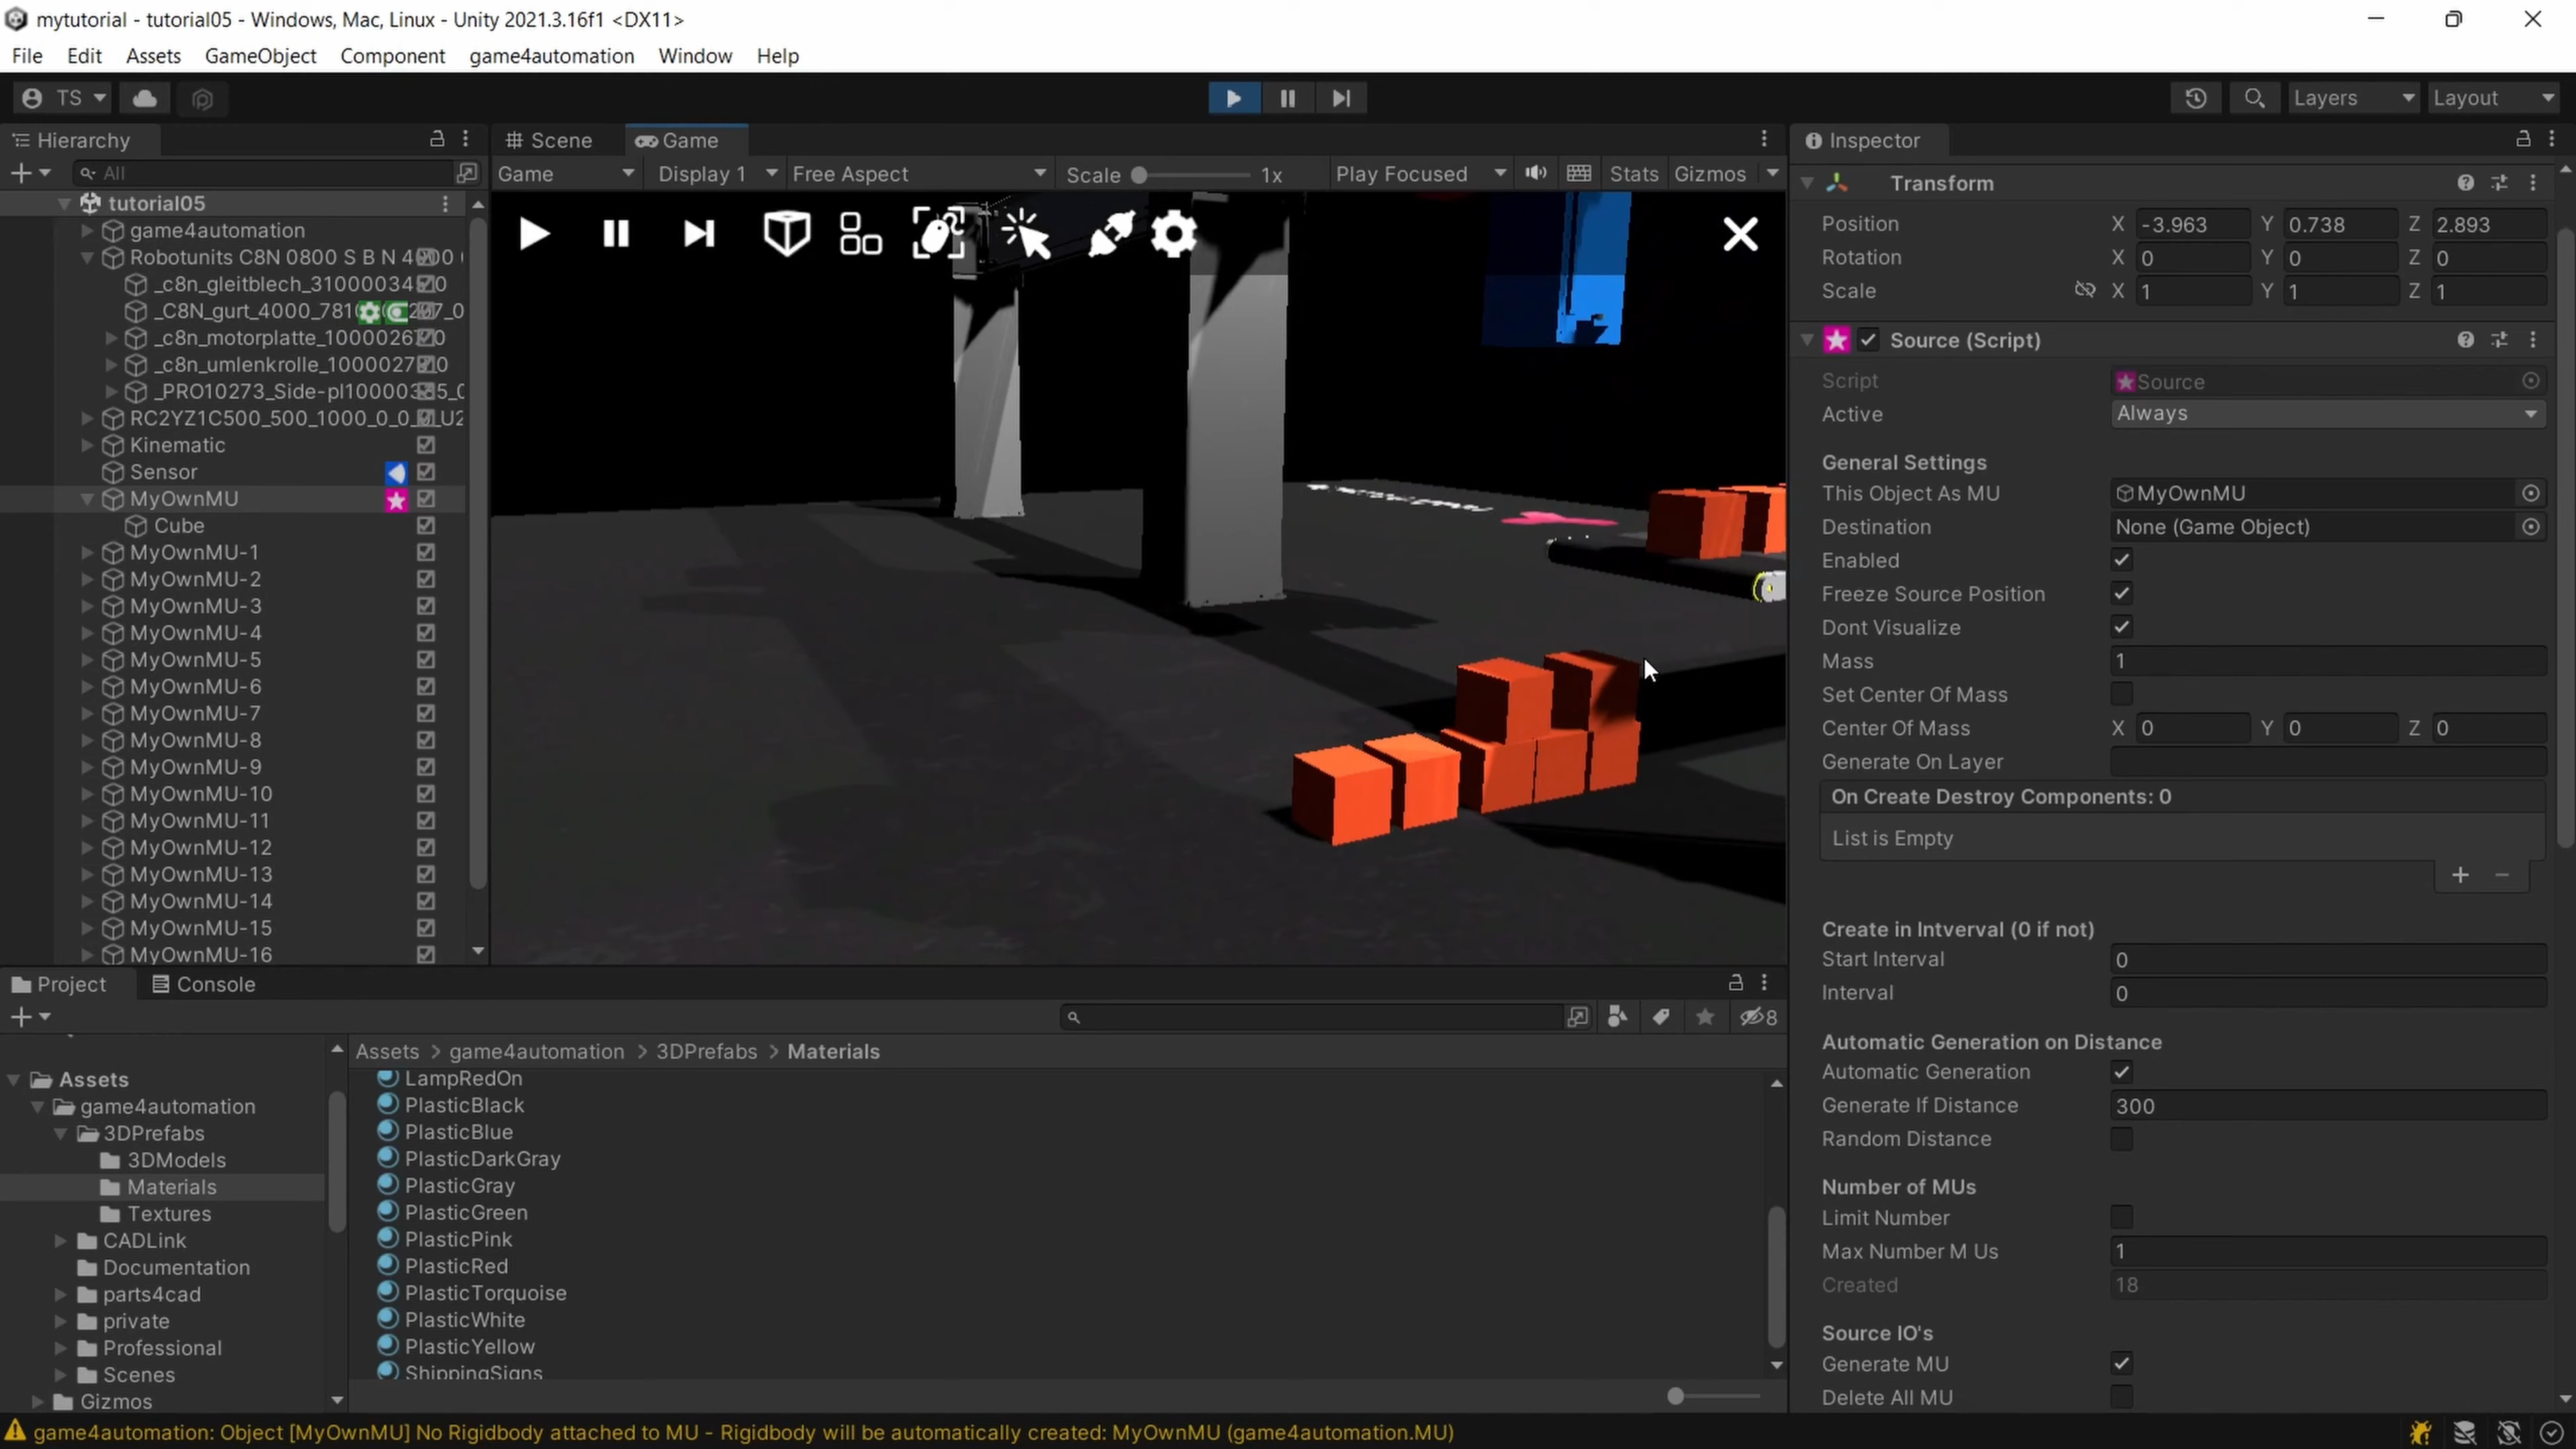 mytutorial - tutorial05 - Windows, Mac, Linux - Unity 2021.3.16f1 <DX11>
File Edit Assets GameObject Component game4automation Window Help
TS
Layers Layout
Hierarchy
All
tutorial05
game4automation
Robotunits C8N 0800 S B N
_c8n_gleitblech_31000034
_C8N_gurt_4000_781
_c8n_motorplatte_1000026
_c8n_umlenkrolle_1000027
_PRO10273_Side-pl10000
RC2YZ1C500_500_1000_0_0
Kinematic
Sensor
MyOwnMU
Cube
MyOwnMU-1
MyOwnMU-2
MyOwnMU-3
MyOwnMU-4
MyOwnMU-5
MyOwnMU-6
MyOwnMU-7
MyOwnMU-8
MyOwnMU-9
MyOwnMU-10
MyOwnMU-11
MyOwnMU-12
MyOwnMU-13
MyOwnMU-14
MyOwnMU-15
MyOwnMU-16
Scene Game
Game Display 1 Free Aspect Scale 1x Play Focused Stats Gizmos
Inspector
Transform
Position X -3.963 Y 0.738 Z 2.893
Rotation X 0 Y 0 Z 0
Scale X 1 Y 1 Z 1
Source (Script)
Script Source
Active Always
General Settings
This Object As MU MyOwnMU
Destination None (Game Object)
Enabled
Freeze Source Position
Dont Visualize
Mass 1
Set Center Of Mass
Center Of Mass X 0 Y 0 Z 0
Generate On Layer
On Create Destroy Components: 0
List is Empty
Create in Intverval (0 if not)
Start Interval 0
Interval 0
Automatic Generation on Distance
Automatic Generation
Generate If Distance 300
Random Distance
Number of MUs
Limit Number
Max Number M Us 1
Created 18
Source IO's
Generate MU
Delete All MU
Project Console
8
Assets
game4automation
3DPrefabs
3DModels
Materials
Textures
CADLink
Documentation
parts4cad
private
Professional
Scenes
Gizmos
Assets > game4automation > 3DPrefabs > Materials
LampRedOn
PlasticBlack
PlasticBlue
PlasticDarkGray
PlasticGray
PlasticGreen
PlasticPink
PlasticRed
PlasticTorquoise
PlasticWhite
PlasticYellow
ShippingSigns
game4automation: Object [MyOwnMU] No Rigidbody attached to MU - Rigidbody will be automatically created: MyOwnMU (game4automation.MU)